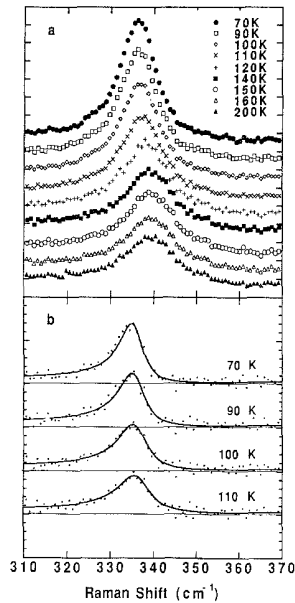 a
70K
90K
100K
110K
120K
140K
150K
160K
200K
b
70 K
90 K
100 K
110 K
310 320 330 340 350 360 370
Raman Shift (cm⁻¹)